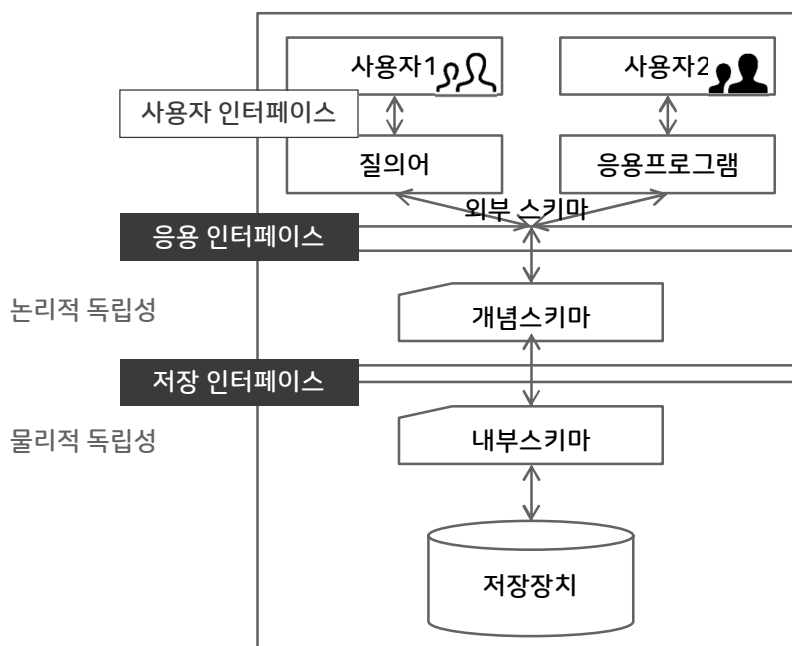 사용자1
사용자2
사용자 인터페이스
질의어
응용프로그램
외부 스키마
응용 인터페이스
논리적 독립성
개념스키마
저장 인터페이스
물리적 독립성
내부스키마
저장장치